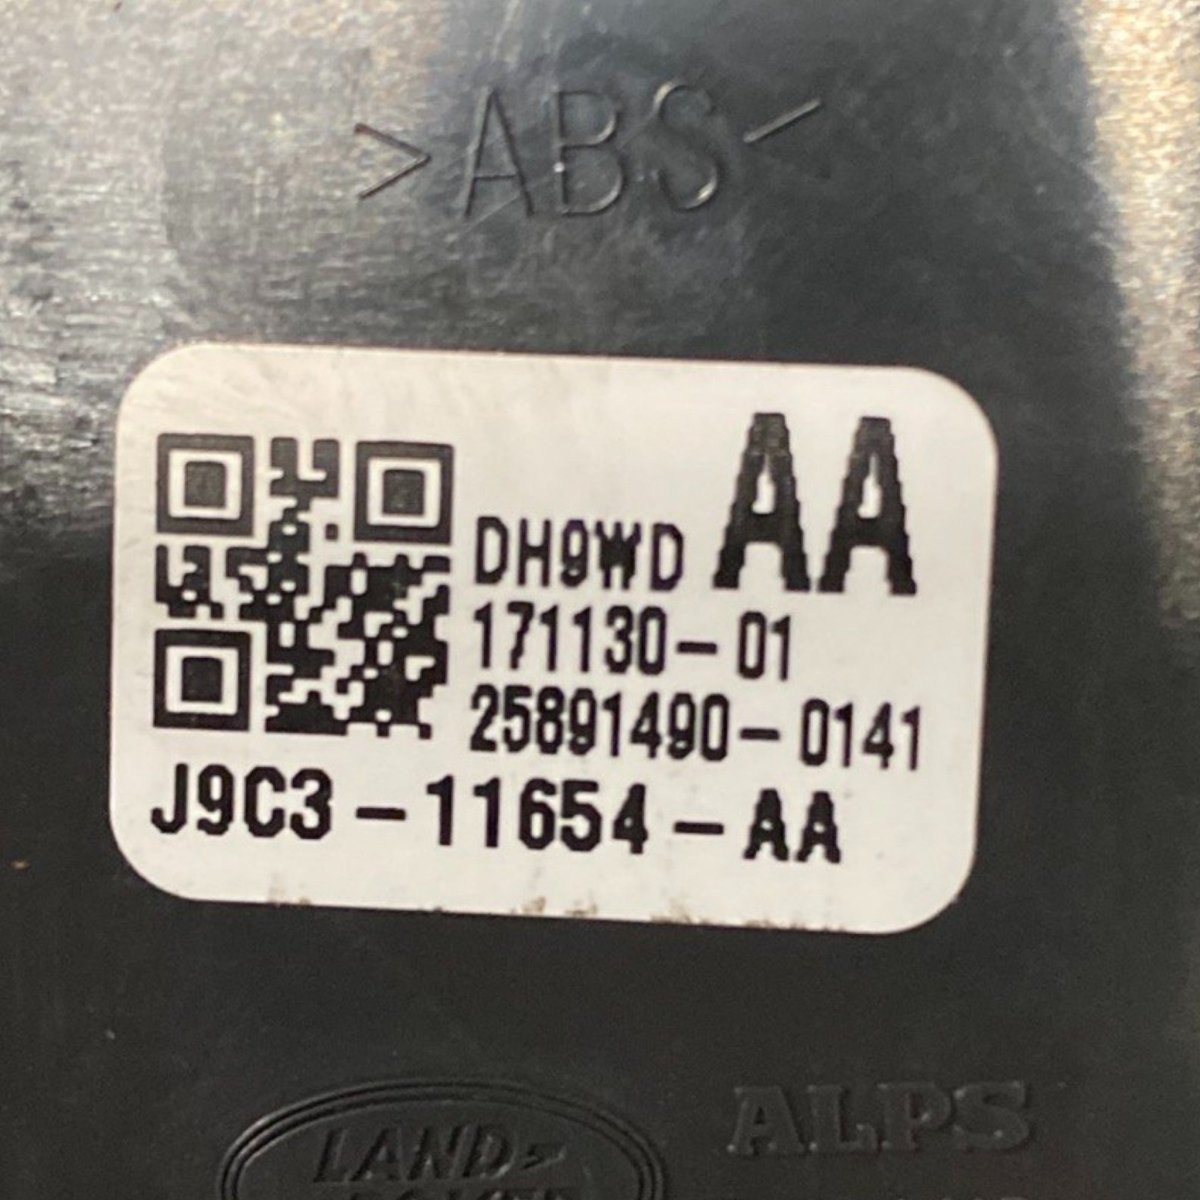 >ABS<
DH9WD AA
171130-01
25891490-0141
J9C3-11654-AA
ALPS
LAND-